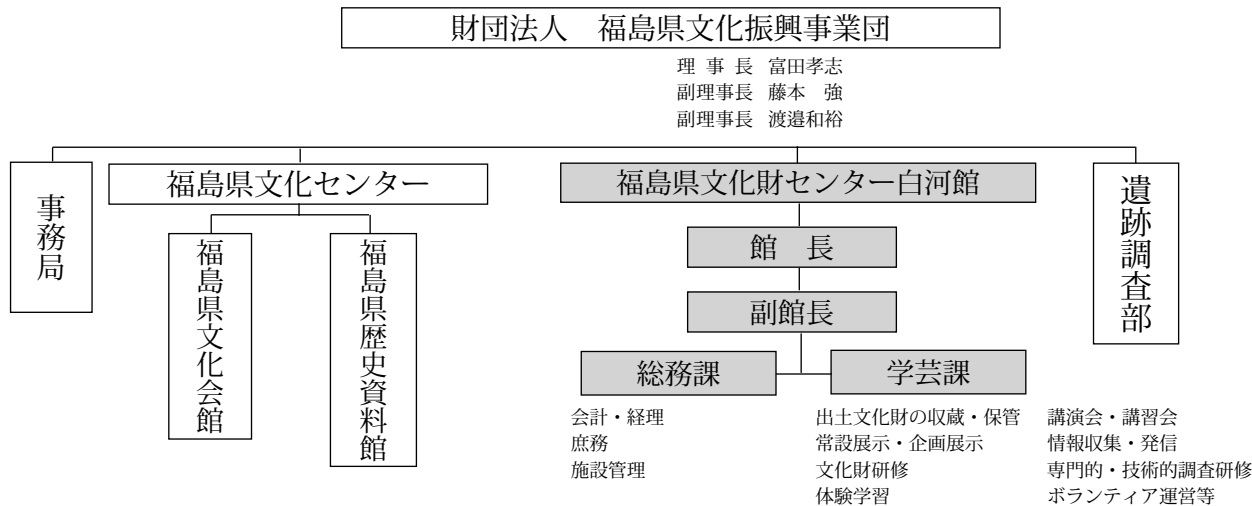 財団法人　福島県文化振興事業団
理 事 長　富田孝志
副理事長　藤本　強
副理事長　渡邉和裕
事務局
福島県文化センター
福島県文化会館
福島県歴史資料館
福島県文化財センター白河館
館　長
副館長
総務課
会計・経理
庶務
施設管理
学芸課
出土文化財の収蔵・保管
常設展示・企画展示
文化財研修
体験学習
講演会・講習会
情報収集・発信
専門的・技術的調査研修
ボランティア運営等
遺跡調査部